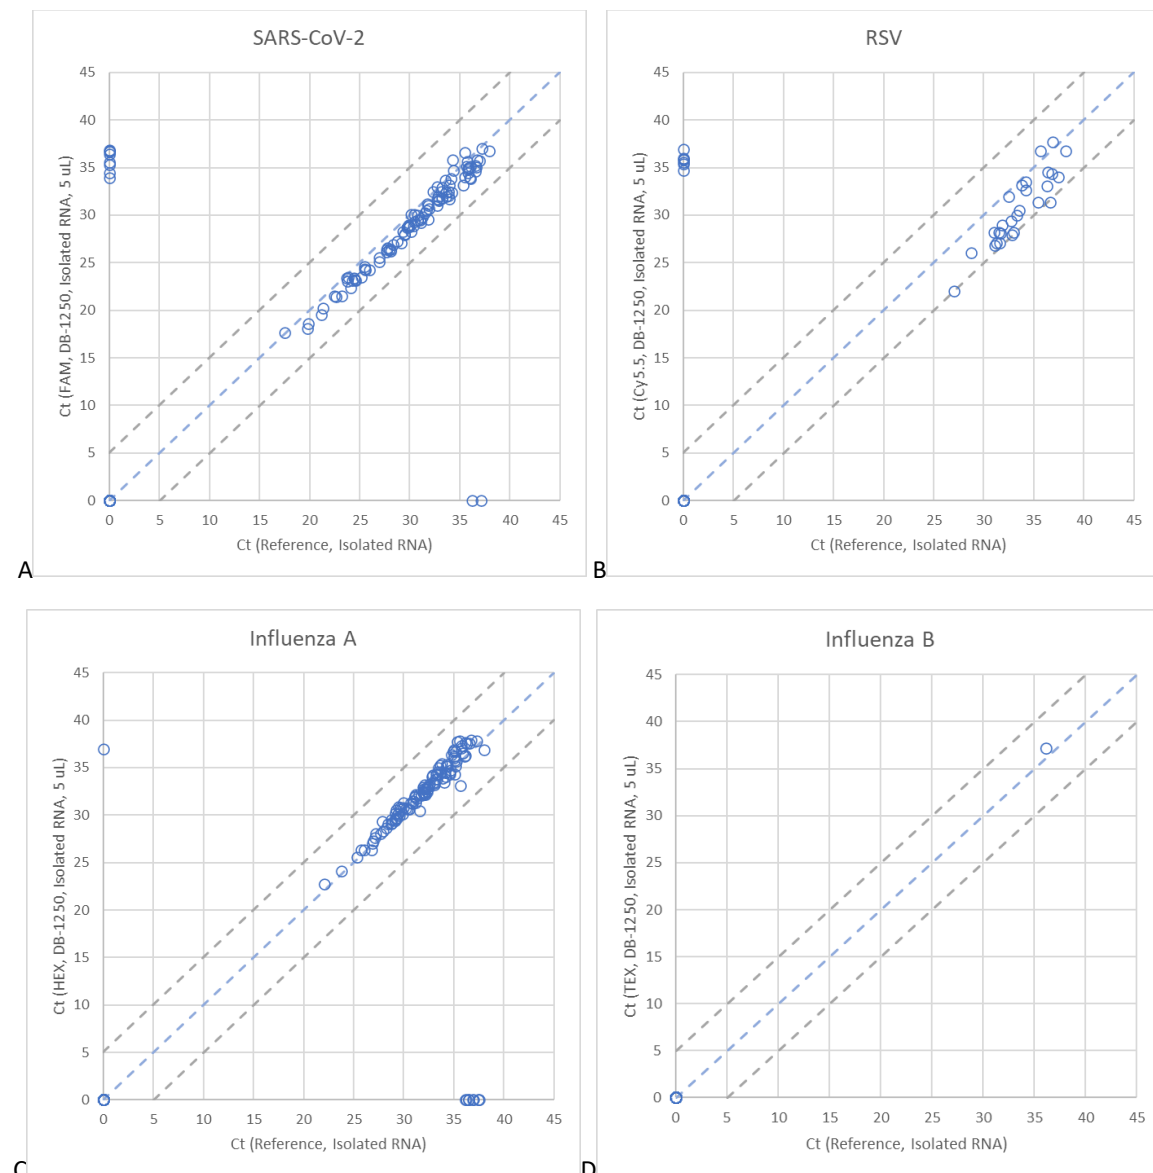 SARS-CoV-2
45
40
35
30
25
20
15
10
5
0
0 5 10 15 20 25 30 35 40 45
Ct (FAM, DB-1250, Isolated RNA, 5 uL)
Ct (Reference, Isolated RNA)
A
RSV
45
40
35
30
25
20
15
10
5
0
0 5 10 15 20 25 30 35 40 45
Ct (Cy5.5, DB-1250, Isolated RNA, 5 uL)
Ct (Reference, Isolated RNA)
B
Influenza A
45
40
35
30
25
20
15
10
5
0
0 5 10 15 20 25 30 35 40 45
Ct (HEX, DB-1250, Isolated RNA, 5 uL)
Ct (Reference, Isolated RNA)
C
Influenza B
45
40
35
30
25
20
15
10
5
0
0 5 10 15 20 25 30 35 40 45
Ct (TEX, DB-1250, Isolated RNA, 5 uL)
Ct (Reference, Isolated RNA)
D